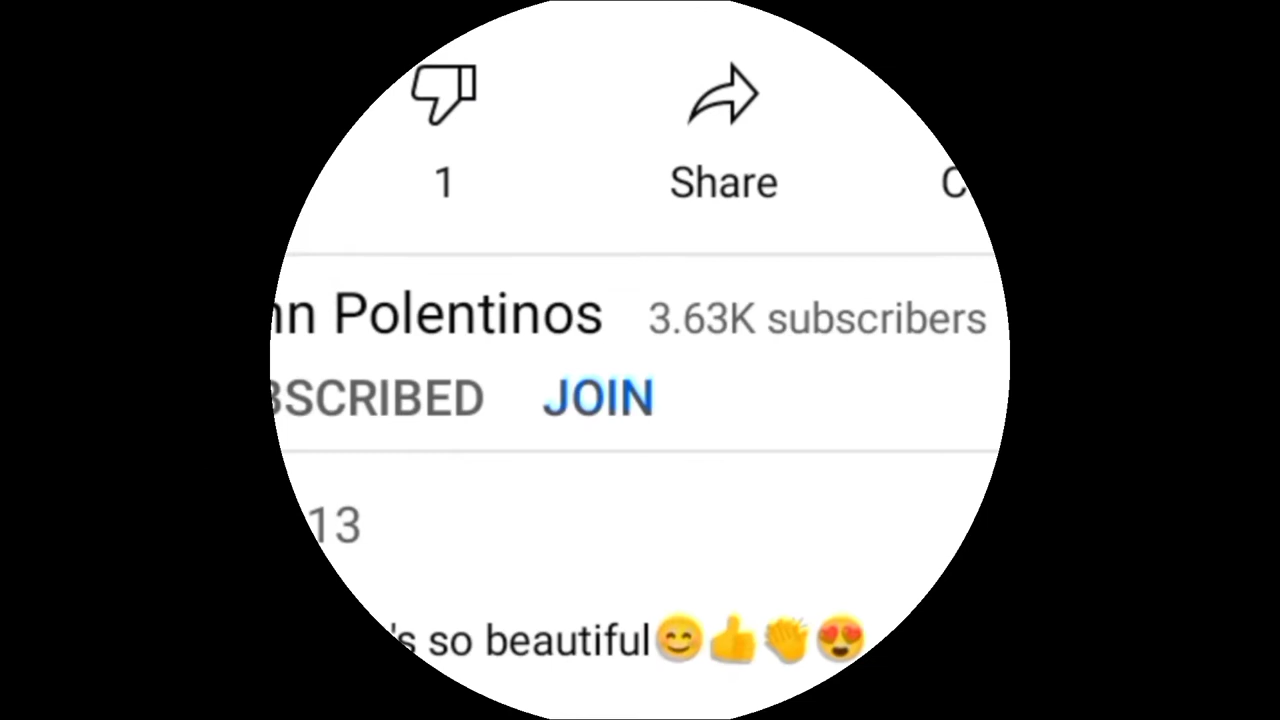 1 Share
Polentinos 3.63K subscribers
JOIN
13
so beautiful😊👍👏😍